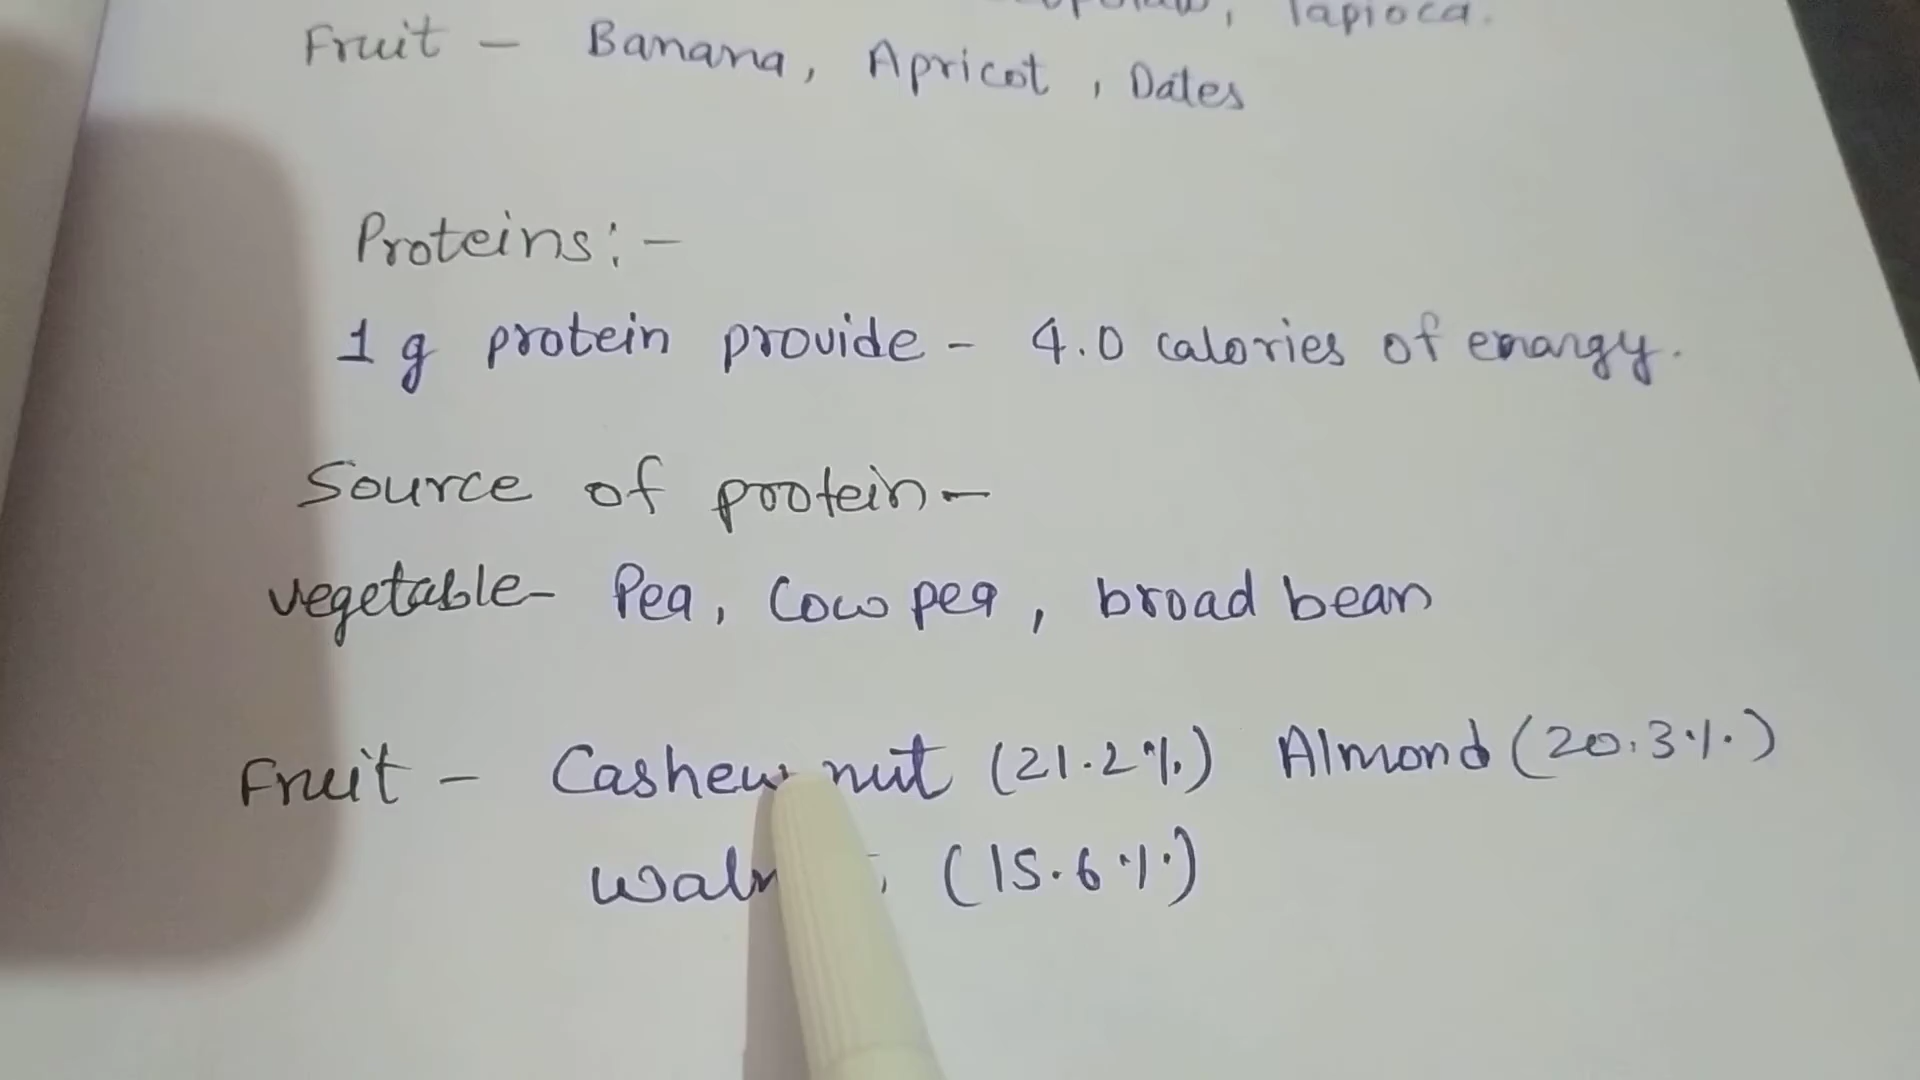 , Tapioca.
Fruit - Banana, Apricot, Dates
Proteins:-
1 g protein provide - 4.0 calories of enargy.
Source of protein-
vegetable- Pea, Cow pea, broad bean
Fruit - Cashew nut (21.2%) Almond (20.3%)
(15.6%)